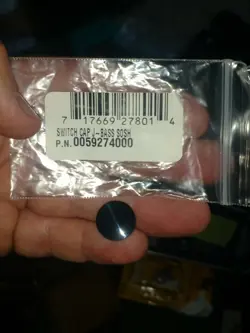 7 17669 27801 4
SWITCH CAP J-BASS SOSH
P.N. 0059274000